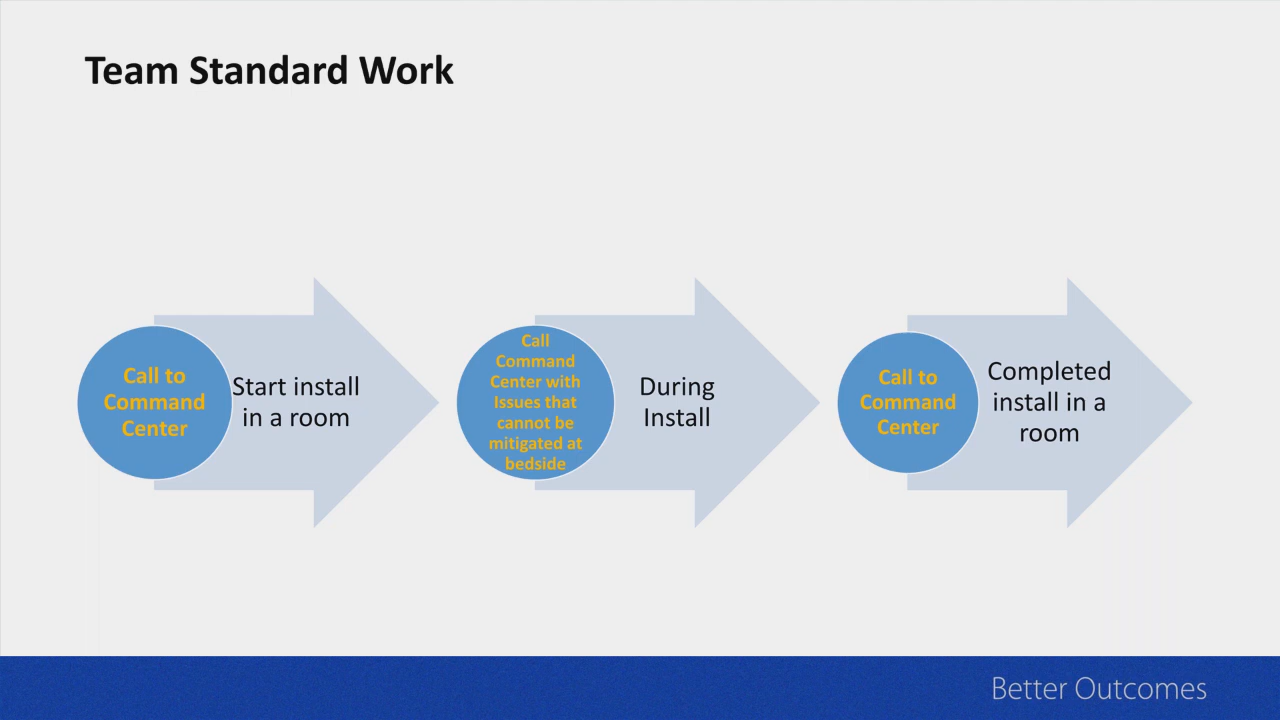 Team Standard Work
Call to
Command
Center
Start install
in a room
Call
Command
Center with
Issues that
cannot be
mitigated at
bedside
During
Install
Call to
Command
Center
Completed
install in a
room
Better Outcomes